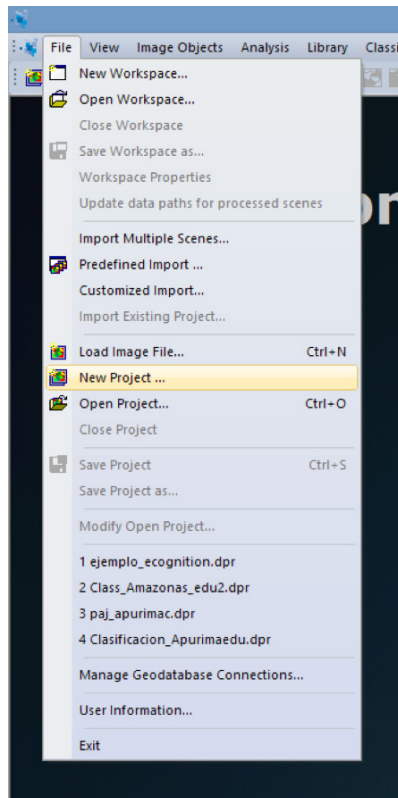 File View Image Objects Analysis Library Classi
New Workspace...
Open Workspace...
Close Workspace
Save Workspace as...
Workspace Properties
Update data paths for processed scenes
Import Multiple Scenes...
Predefined Import ...
Customized Import...
Import Existing Project...
Load Image File... Ctrl+N
New Project ...
Open Project... Ctrl+O
Close Project
Save Project Ctrl+S
Save Project as...
Modify Open Project...
1 ejemplo_ecognition.dpr
2 Class_Amazonas_edu2.dpr
3 paj_apurimac.dpr
4 Clasificacion_Apurimaedu.dpr
Manage Geodatabase Connections...
User Information...
Exit